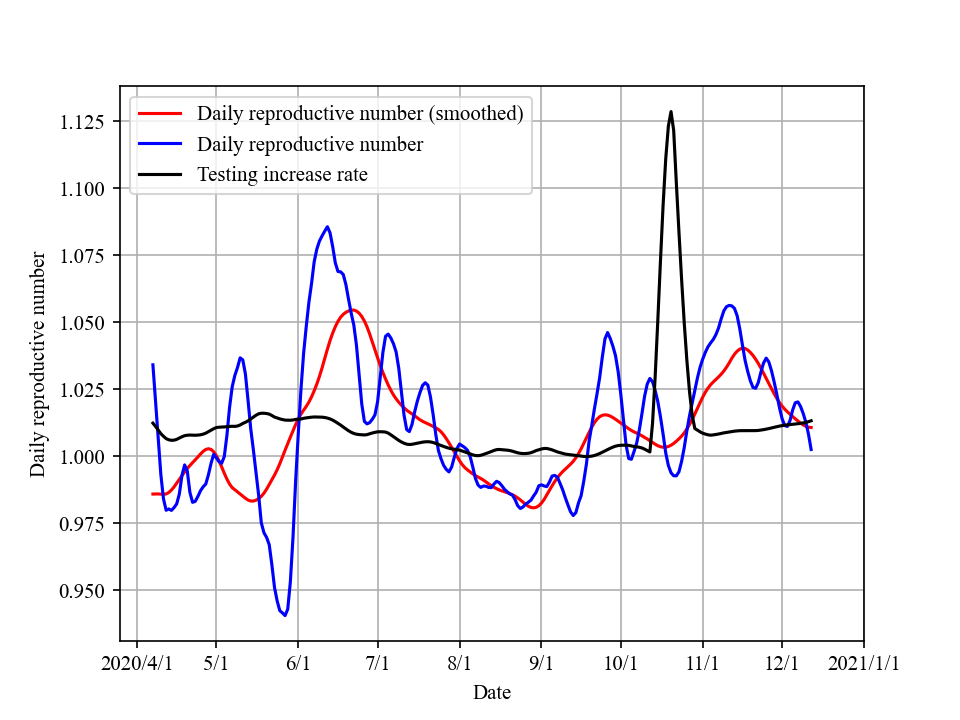 Daily reproductive number (smoothed)
Daily reproductive number
Testing increase rate
1.125
1.100
1.075
1.050
1.025
1.000
0.975
0.950
Daily reproductive number
2020/4/1 5/1 6/1 7/1 8/1 9/1 10/1 11/1 12/1 2021/1/1
Date